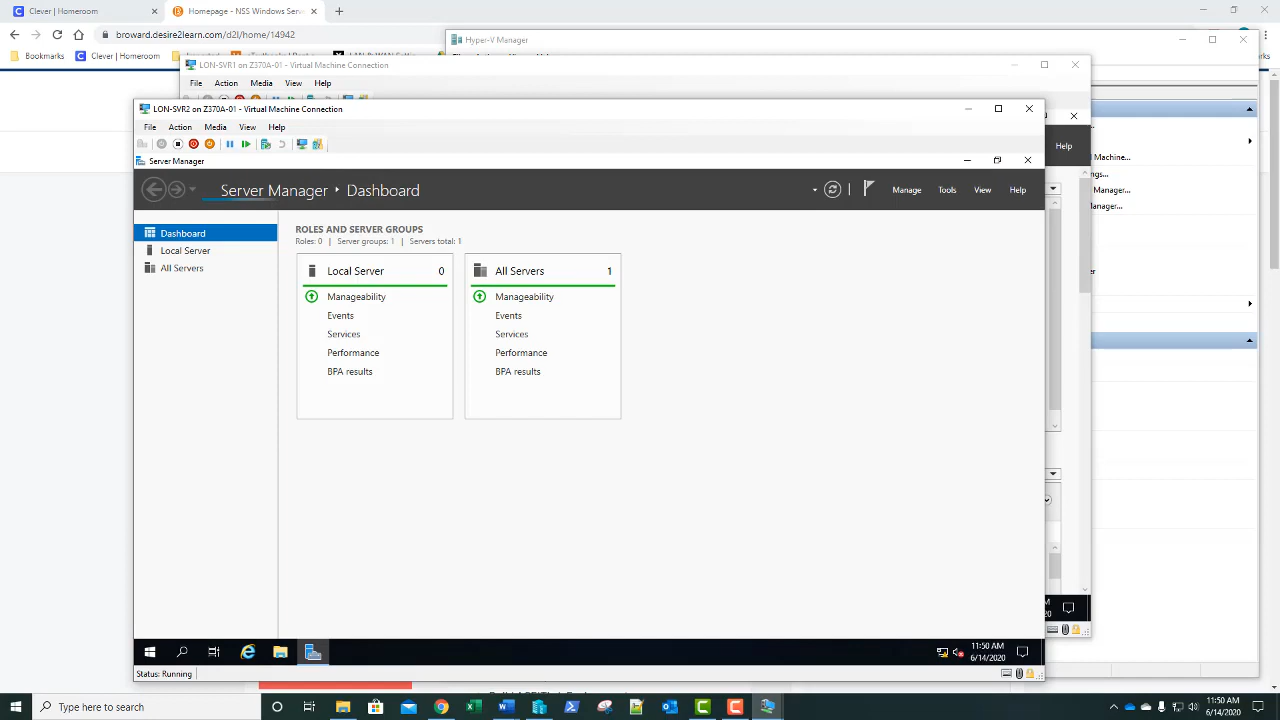 Clever | Homeroom
Homepage - NSS Windows Serv
broward.desire2learn.com/d2l/home/14942
Bookmarks
Clever | Homeroom
Hyper-V Manager
LON-SVR1 on Z370A-01 - Virtual Machine Connection
File Action Media View Help
LON-SVR2 on Z370A-01 - Virtual Machine Connection
File Action Media View Help
Server Manager
Help
Machine...
ngs...
Manager...
anager...
Server Manager ‣ Dashboard
Manage Tools View Help
Dashboard
Local Server
All Servers
ROLES AND SERVER GROUPS
Roles: 0 | Server groups: 1 | Servers total: 1
Local Server 0
Manageability
Events
Services
Performance
BPA results
All Servers 1
Manageability
Events
Services
Performance
BPA results
11:50 AM
6/14/2020
Status: Running
Type here to search
11:50 AM
6/14/2020